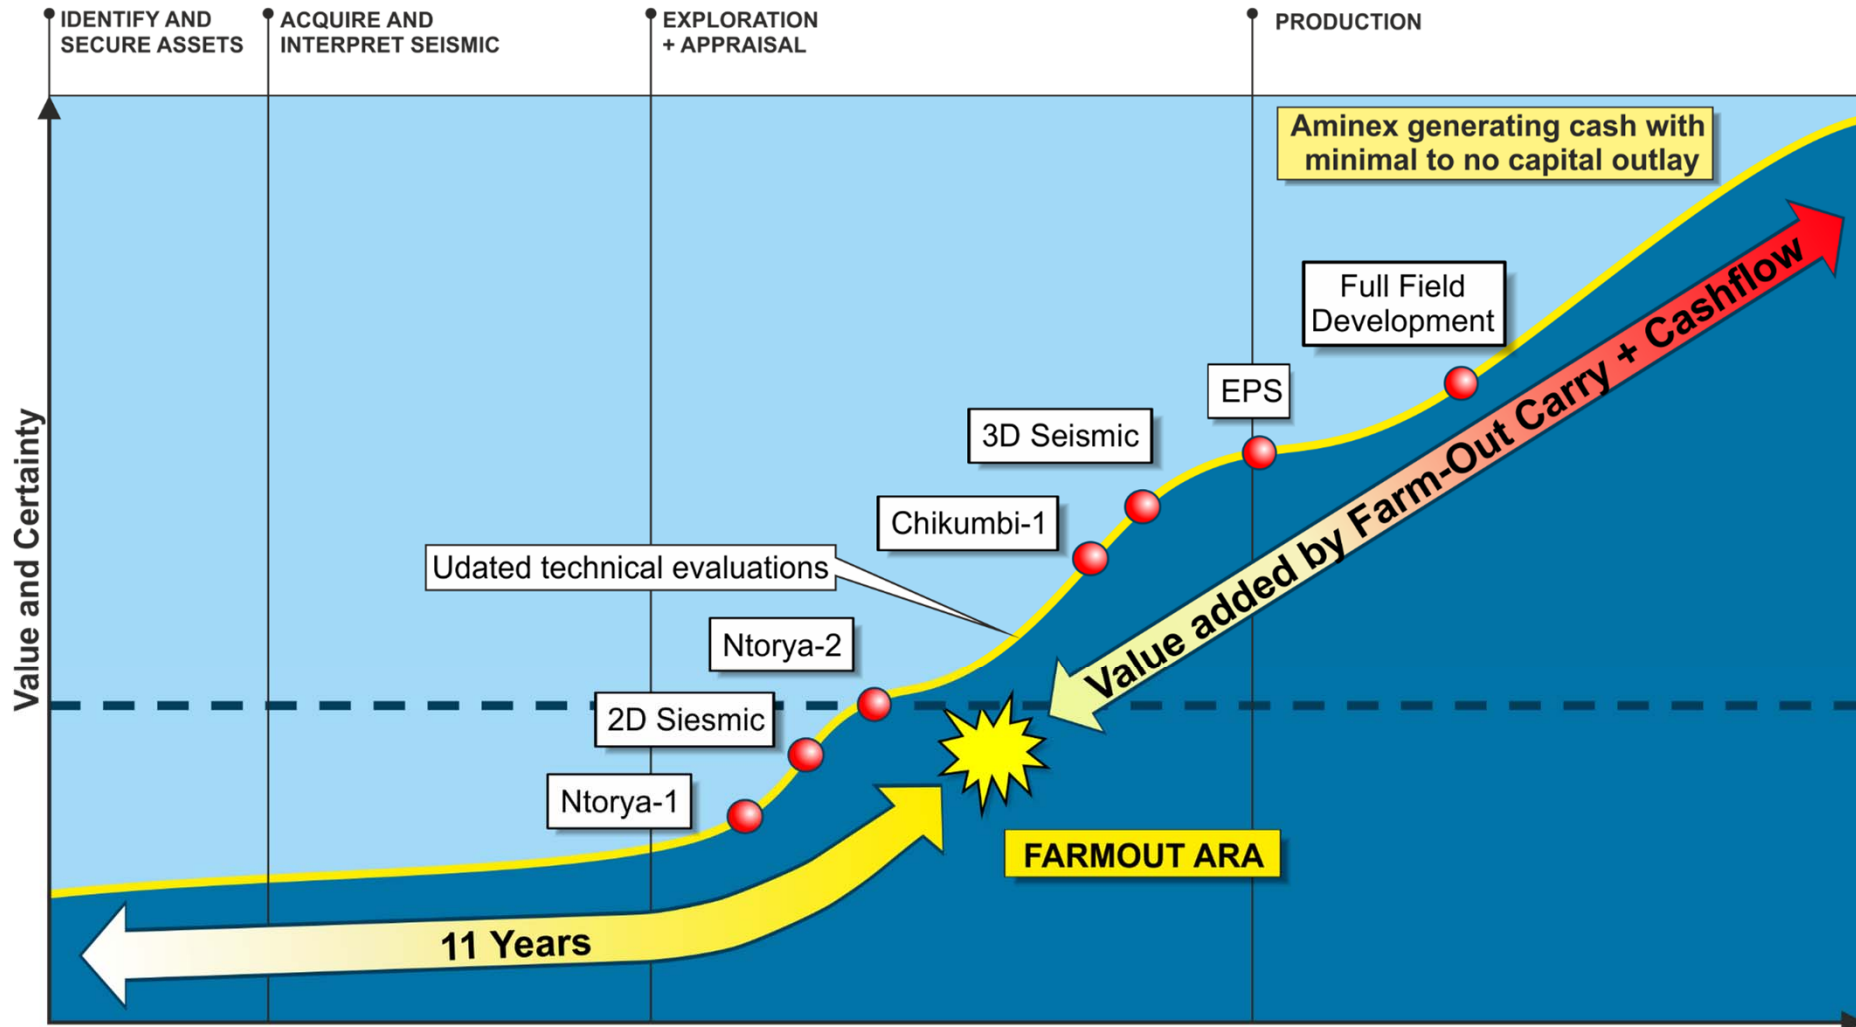 IDENTIFY AND
SECURE ASSETS
ACQUIRE AND
INTERPRET SEISMIC
EXPLORATION
+ APPRAISAL
PRODUCTION
Aminex generating cash with
minimal to no capital outlay
Full Field
Development
EPS
3D Seismic
Chikumbi-1
Udated technical evaluations
Ntorya-2
2D Siesmic
Ntorya-1
Value and Certainty
Value added by Farm-Out Carry + Cashflow
FARMOUT ARA
11 Years